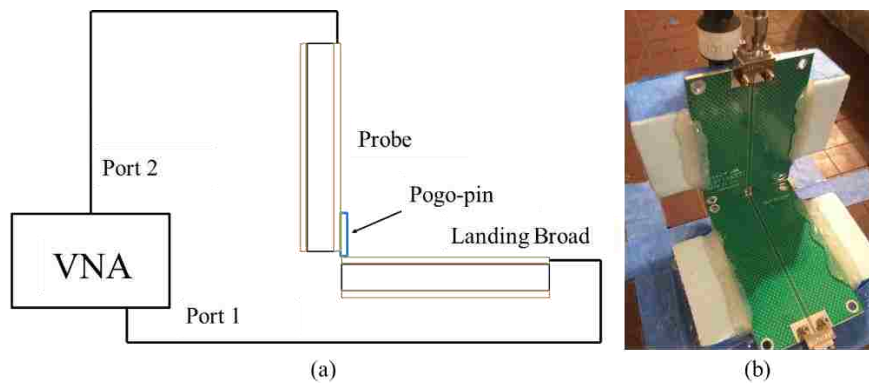 Probe
Port 2
Pogo-pin
Landing Broad
VNA
Port 1
(a)
(b)